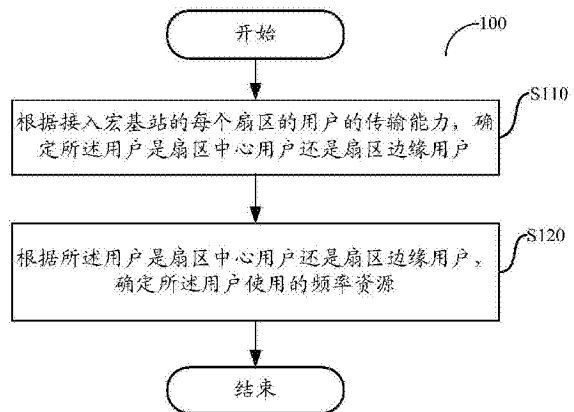 开始
100
S110
根据接入宏基站的每个扇区的用户的传输能力，确
定所述用户是扇区中心用户还是扇区边缘用户
S120
根据所述用户是扇区中心用户还是扇区边缘用户，
确定所述用户使用的频率资源
结束